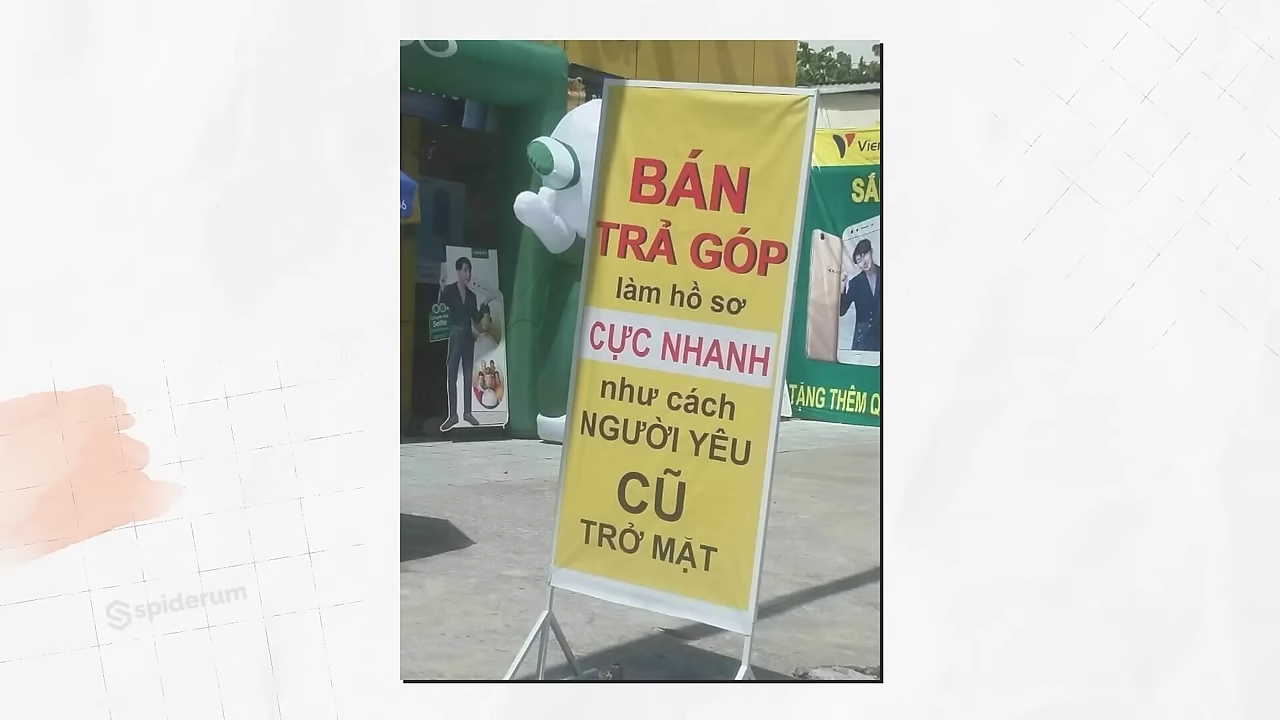 BÁN
TRẢ GÓP
làm hồ sơ
CỰC NHANH
như cách
NGƯỜI YÊU
CŨ
TRỞ MẶT
TẶNG THÊM
spiderum